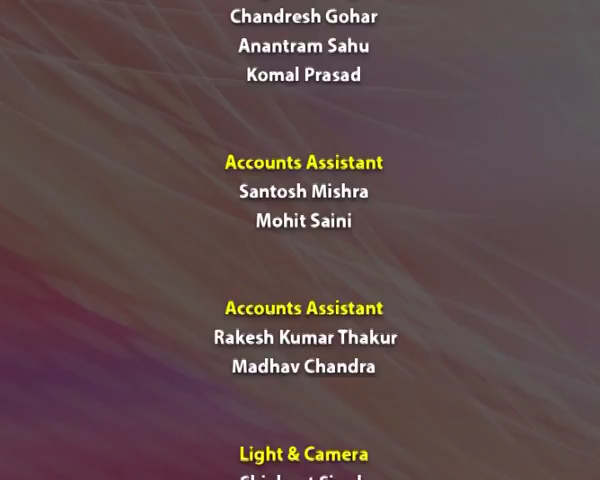 Chandresh Gohar
Anantram Sahu
Komal Prasad
Accounts Assistant
Santosh Mishra
Mohit Saini
Accounts Assistant
Rakesh Kumar Thakur
Madhav Chandra
Light & Camera